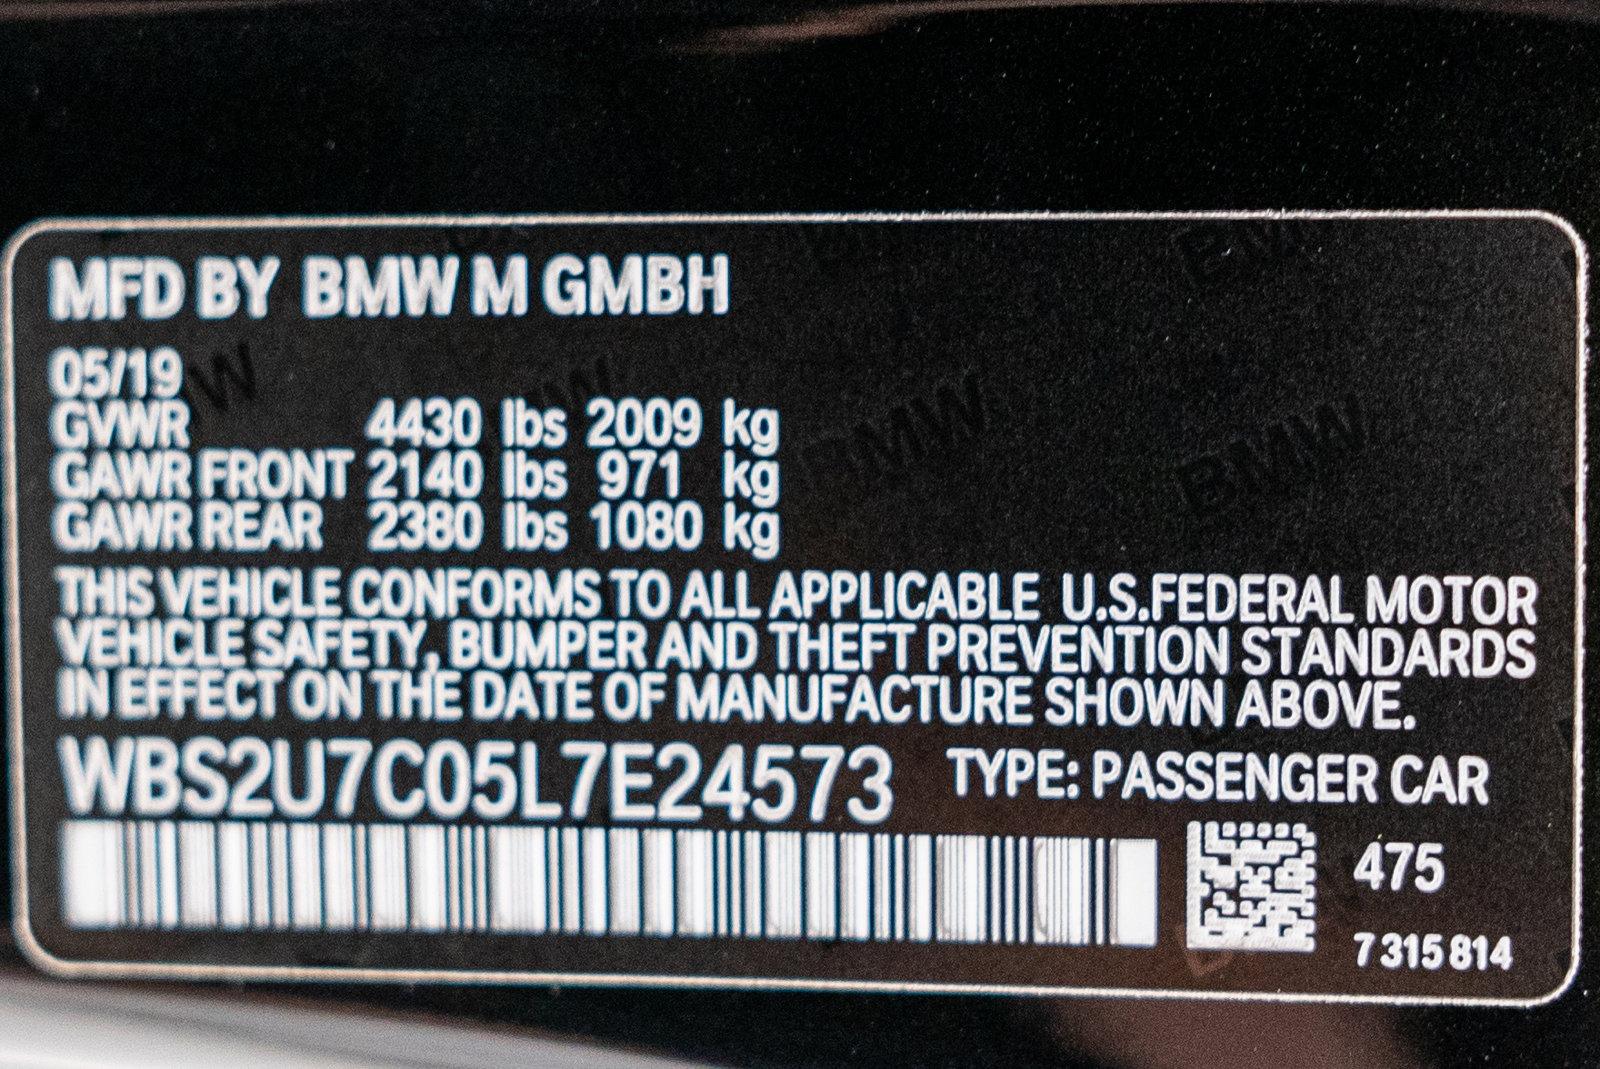 MFD BY BMW M GMBH
05/19
GVWR 4430 lbs 2009 kg
GAWR FRONT 2140 lbs 971 kg
GAWR REAR 2380 lbs 1080 kg
THIS VEHICLE CONFORMS TO ALL APPLICABLE U.S.FEDERAL MOTOR
VEHICLE SAFETY, BUMPER AND THEFT PREVENTION STANDARDS
IN EFFECT ON THE DATE OF MANUFACTURE SHOWN ABOVE.
WBS2U7C05L7E24573 TYPE: PASSENGER CAR
475
7 315 814